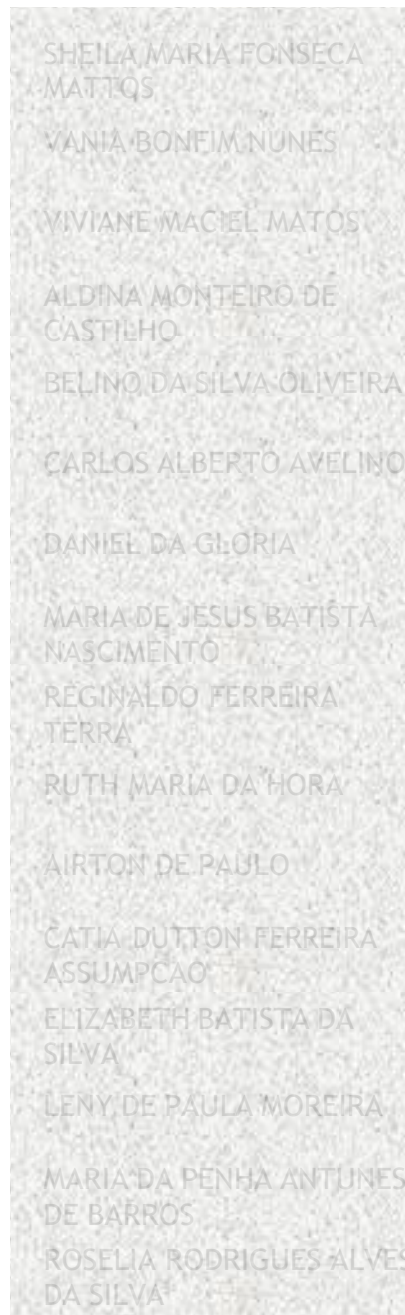 SHEILA MARIA FONSECA
MATTOS
VANIA BONFIM NUNES
VIVIANE MACIEL MATOS
ALDINA MONTEIRO DE
CASTILHO
BELINO DA SILVA OLIVEIRA
CARLOS ALBERTO AVELINO
DANIEL DA GLORIA
MARIA DE JESUS BATISTA
NASCIMENTO
REGINALDO FERREIRA
TERRA
RUTH MARIA DA HORA
AIRTON DE PAULO
CATIA DUTTON FERREIRA
ASSUMPCAO
ELIZABETH BATISTA DA
SILVA
LENY DE PAULA MOREIRA
MARIA DA PENHA ANTUNES
DE BARROS
ROSELIA RODRIGUES ALVES
DA SILVA